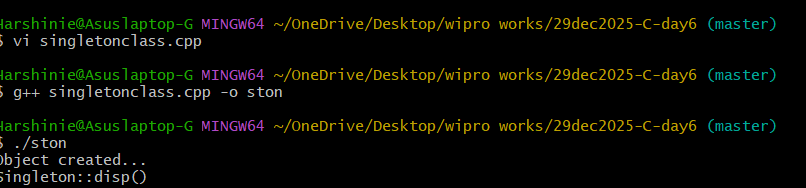 Harshinie@Asuslaptop-G MINGW64 ~/OneDrive/Desktop/wipro works/29dec2025-C-day6 (master)
$ vi singletonclass.cpp
Harshinie@Asuslaptop-G MINGW64 ~/OneDrive/Desktop/wipro works/29dec2025-C-day6 (master)
$ g++ singletonclass.cpp -o ston
Harshinie@Asuslaptop-G MINGW64 ~/OneDrive/Desktop/wipro works/29dec2025-C-day6 (master)
$ ./ston
Object created...
Singleton::disp()